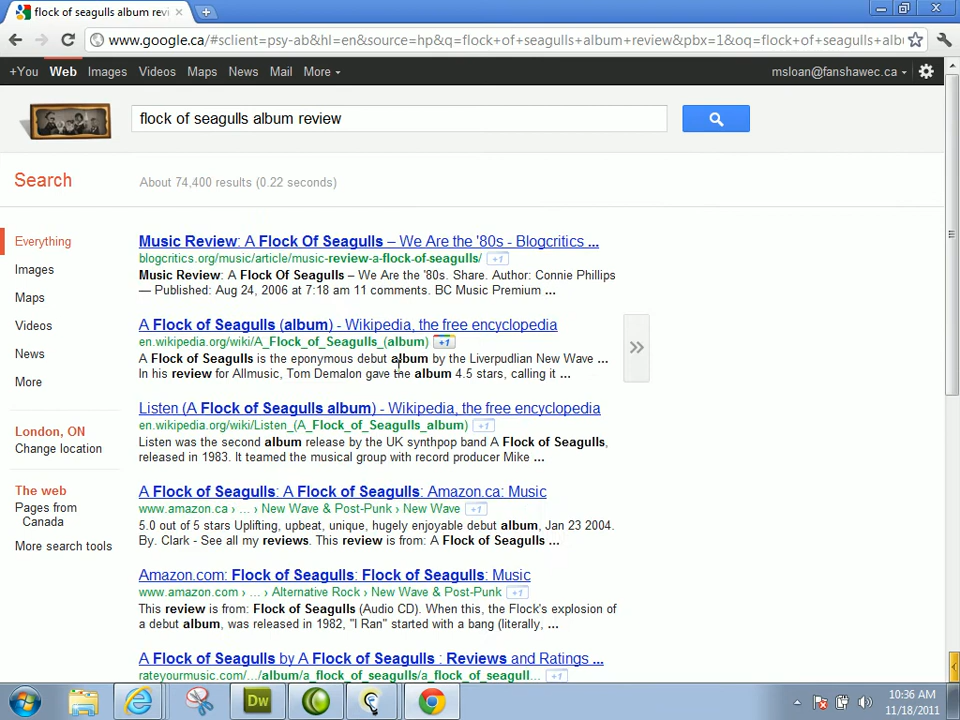 flock of seagulls album revi
www.google.ca/#sclient=psy-ab&hl=en&source=hp&q=flock+of+seagulls+album+review&pbx=1&oq=flock+of+seagulls+albu
+You Web Images Videos Maps News Mail More
msloan@fanshawec.ca
flock of seagulls album review
Search
About 74,400 results (0.22 seconds)
Everything
Images
Maps
Videos
News
More
London, ON
Change location
The web
Pages from
Canada
More search tools
Music Review: A Flock Of Seagulls – We Are the '80s - Blogcritics ...
blogcritics.org/music/article/music-review-a-flock-of-seagulls/ +1
Music Review: A Flock Of Seagulls – We Are the '80s. Share. Author: Connie Phillips
— Published: Aug 24, 2006 at 7:18 am 11 comments. BC Music Premium ...
A Flock of Seagulls (album) - Wikipedia, the free encyclopedia
en.wikipedia.org/wiki/A_Flock_of_Seagulls_(album) +1
A Flock of Seagulls is the eponymous debut album by the Liverpudlian New Wave ...
In his review for Allmusic, Tom Demalon gave the album 4.5 stars, calling it ...
Listen (A Flock of Seagulls album) - Wikipedia, the free encyclopedia
en.wikipedia.org/wiki/Listen_(A_Flock_of_Seagulls_album) +1
Listen was the second album release by the UK synthpop band A Flock of Seagulls,
released in 1983. It teamed the musical group with record producer Mike ...
A Flock of Seagulls: A Flock of Seagulls: Amazon.ca: Music
www.amazon.ca › ... › New Wave & Post-Punk › New Wave +1
5.0 out of 5 stars Uplifting, upbeat, unique, hugely enjoyable debut album, Jan 23 2004.
By. Clark - See all my reviews. This review is from: A Flock of Seagulls ...
Amazon.com: Flock of Seagulls: Flock of Seagulls: Music
www.amazon.com › ... › Alternative Rock › New Wave & Post-Punk +1
This review is from: Flock of Seagulls (Audio CD). When this, the Flock's explosion of
a debut album, was released in 1982, "I Ran" started with a bang (literally, ...
A Flock of Seagulls by A Flock of Seagulls : Reviews and Ratings ...
rateyourmusic.com/.../album/a_flock_of_seagulls/a_flock_of_seagull... +1
Dw
10:36 AM
11/18/2011